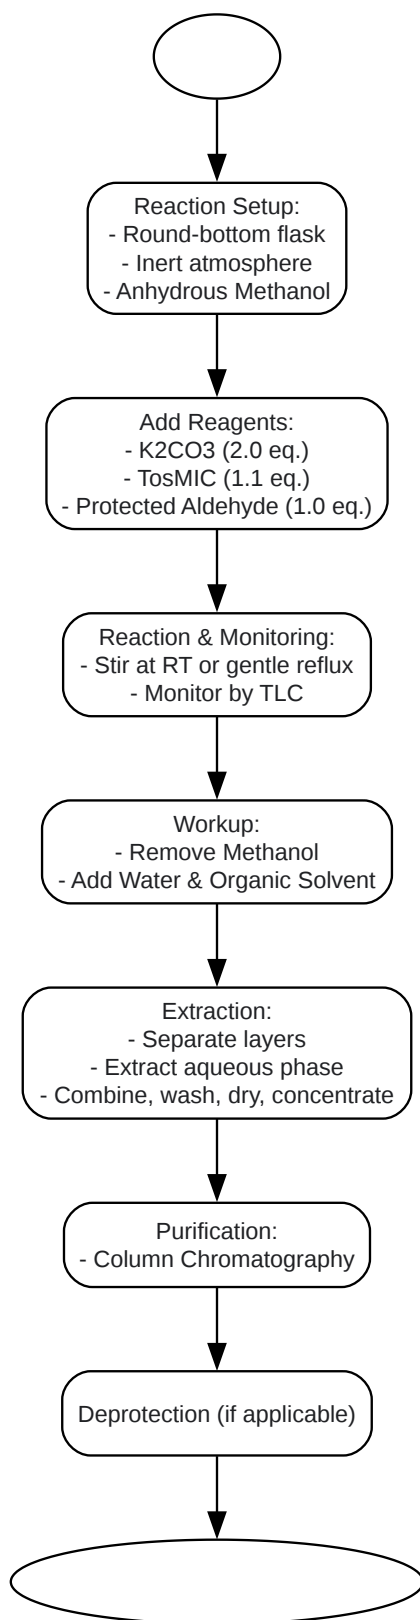 Reaction Setup:
- Round-bottom flask
- Inert atmosphere
- Anhydrous Methanol
Add Reagents:
- K2CO3 (2.0 eq.)
- TosMIC (1.1 eq.)
- Protected Aldehyde (1.0 eq.)
Reaction & Monitoring:
- Stir at RT or gentle reflux
- Monitor by TLC
Workup:
- Remove Methanol
- Add Water & Organic Solvent
Extraction:
- Separate layers
- Extract aqueous phase
- Combine, wash, dry, concentrate
Purification:
- Column Chromatography
Deprotection (if applicable)